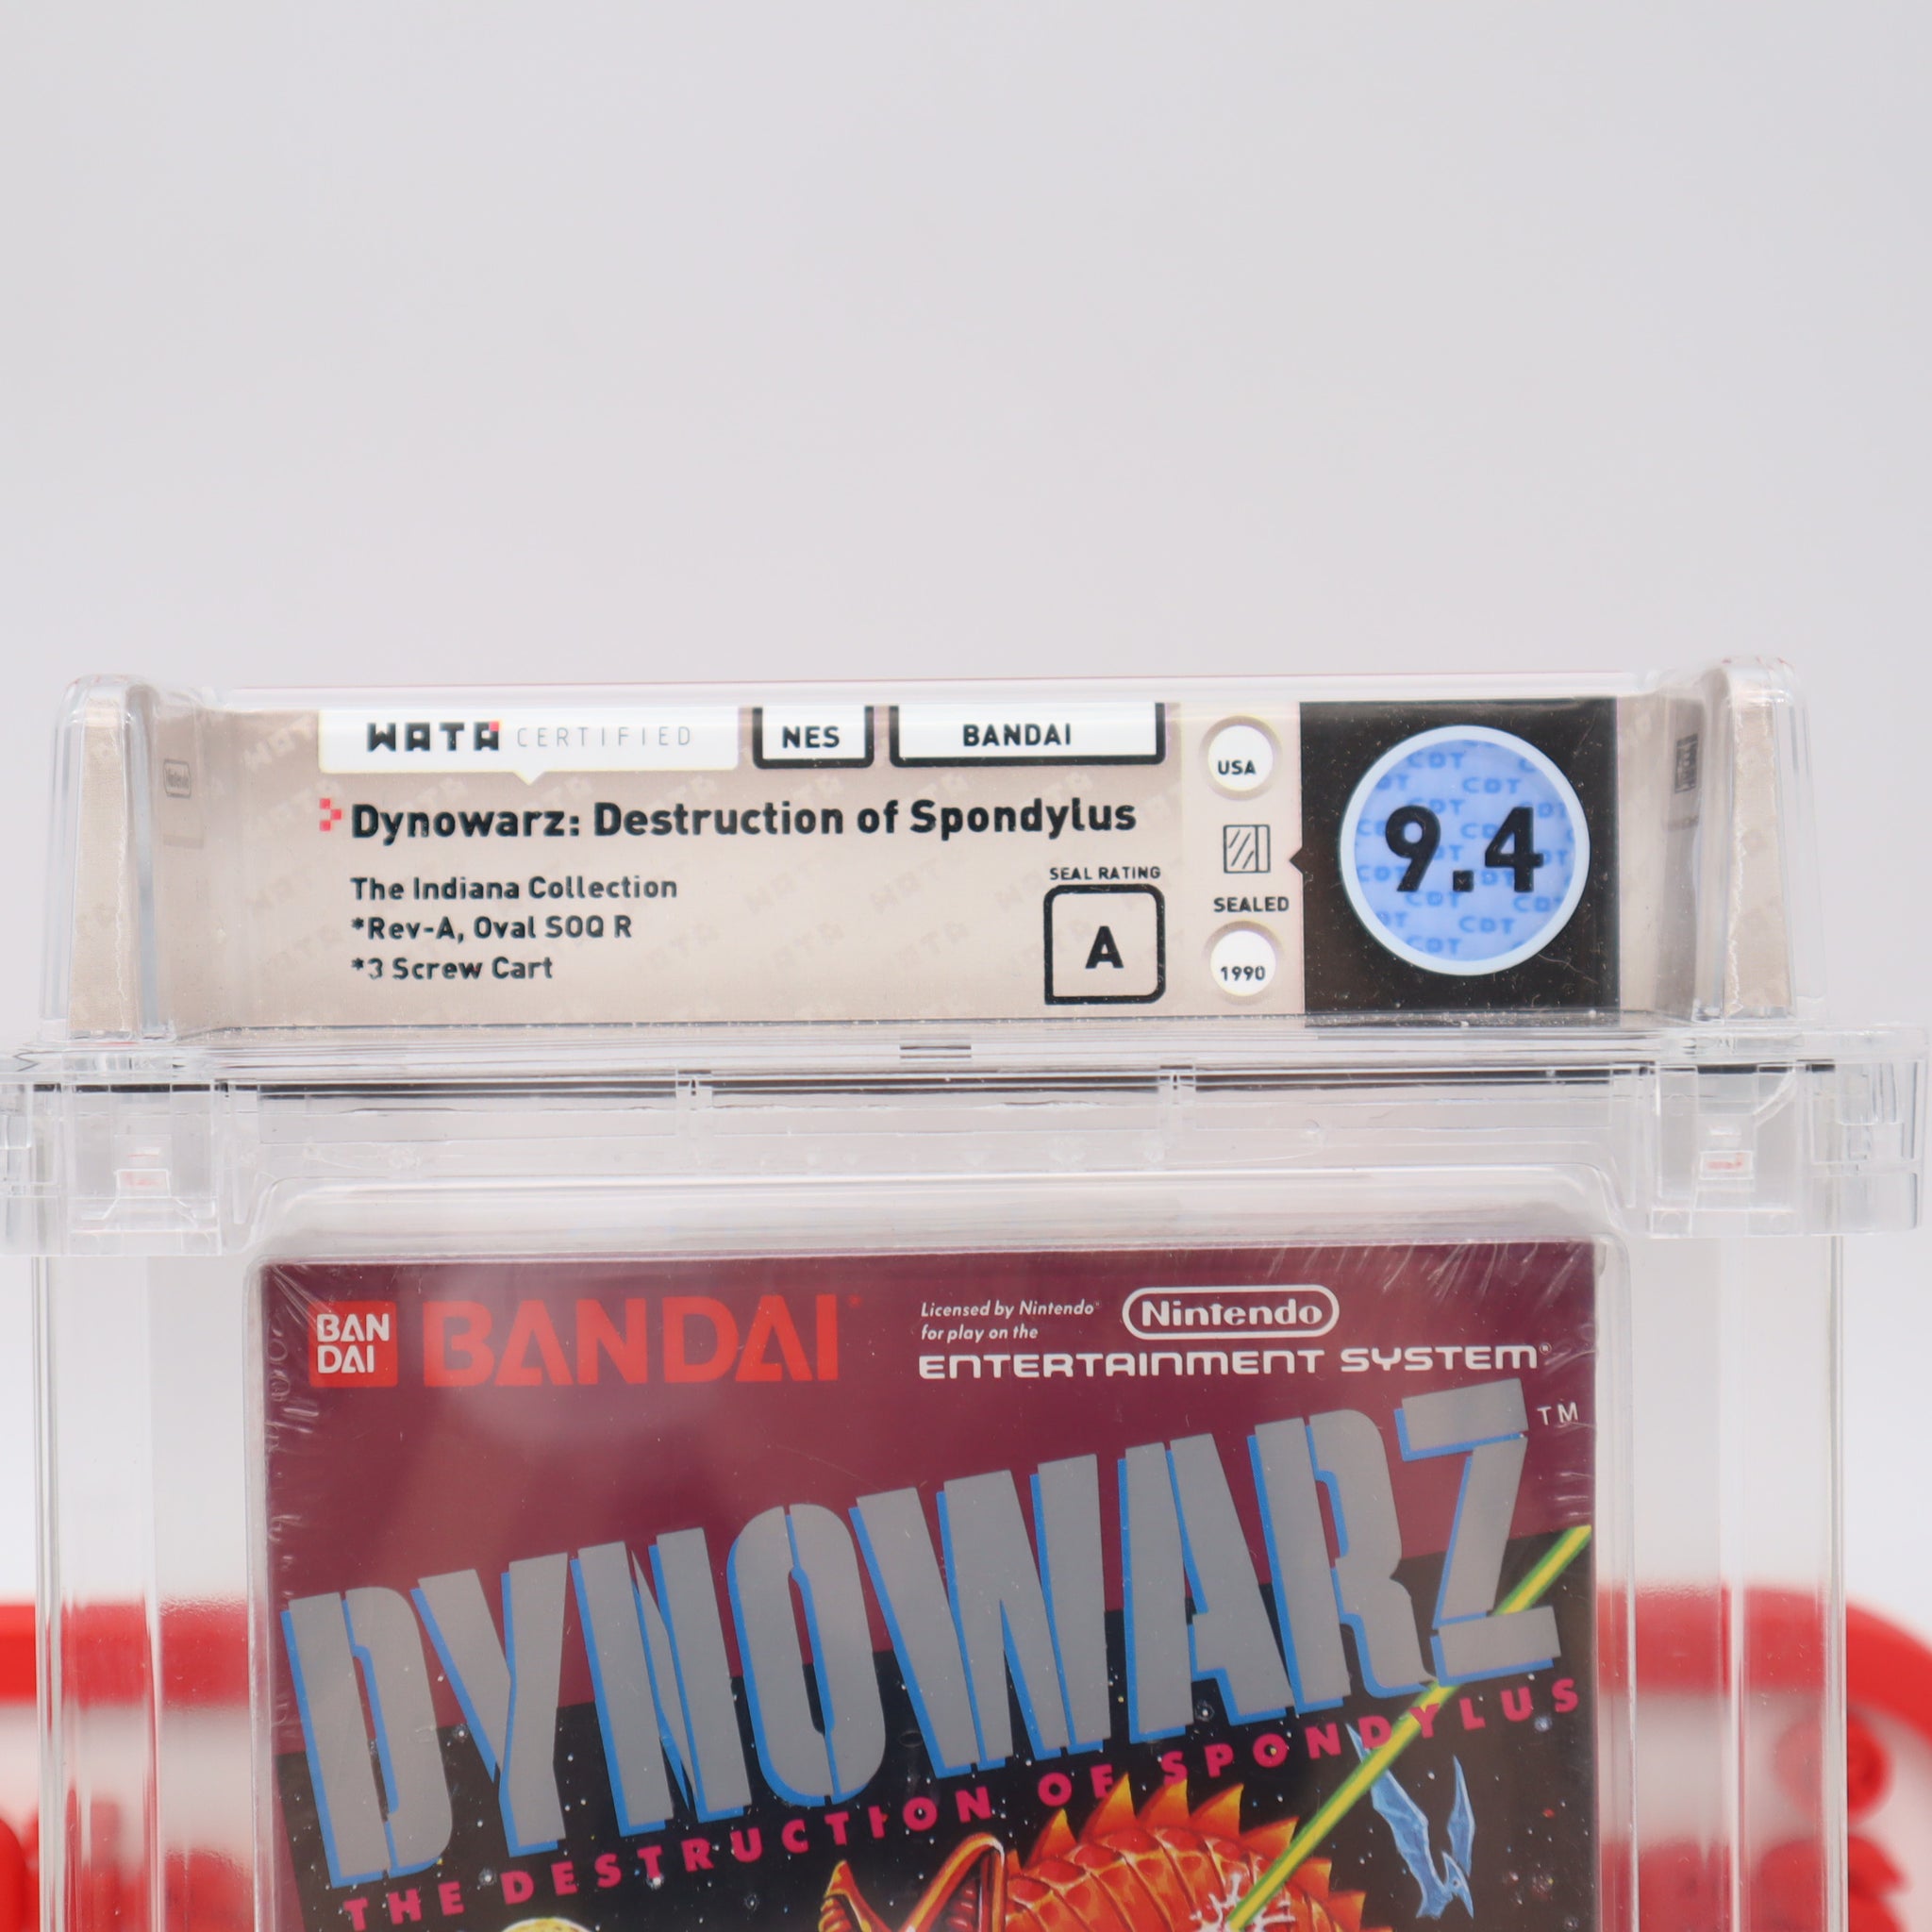 WATA CERTIFIED
NES
BANDAI
USA
Dynowarz: Destruction of Spondylus
The Indiana Collection
*Rev-A, Oval SOQ R
*3 Screw Cart
SEAL RATING
A
SEALED
1990
9.4
BAN
DAI
BANDAI
Licensed by Nintendo
for play on the
Nintendo
ENTERTAINMENT SYSTEM®
DYNOWARZ™
THE DESTRUCTION OF SPONDYLUS